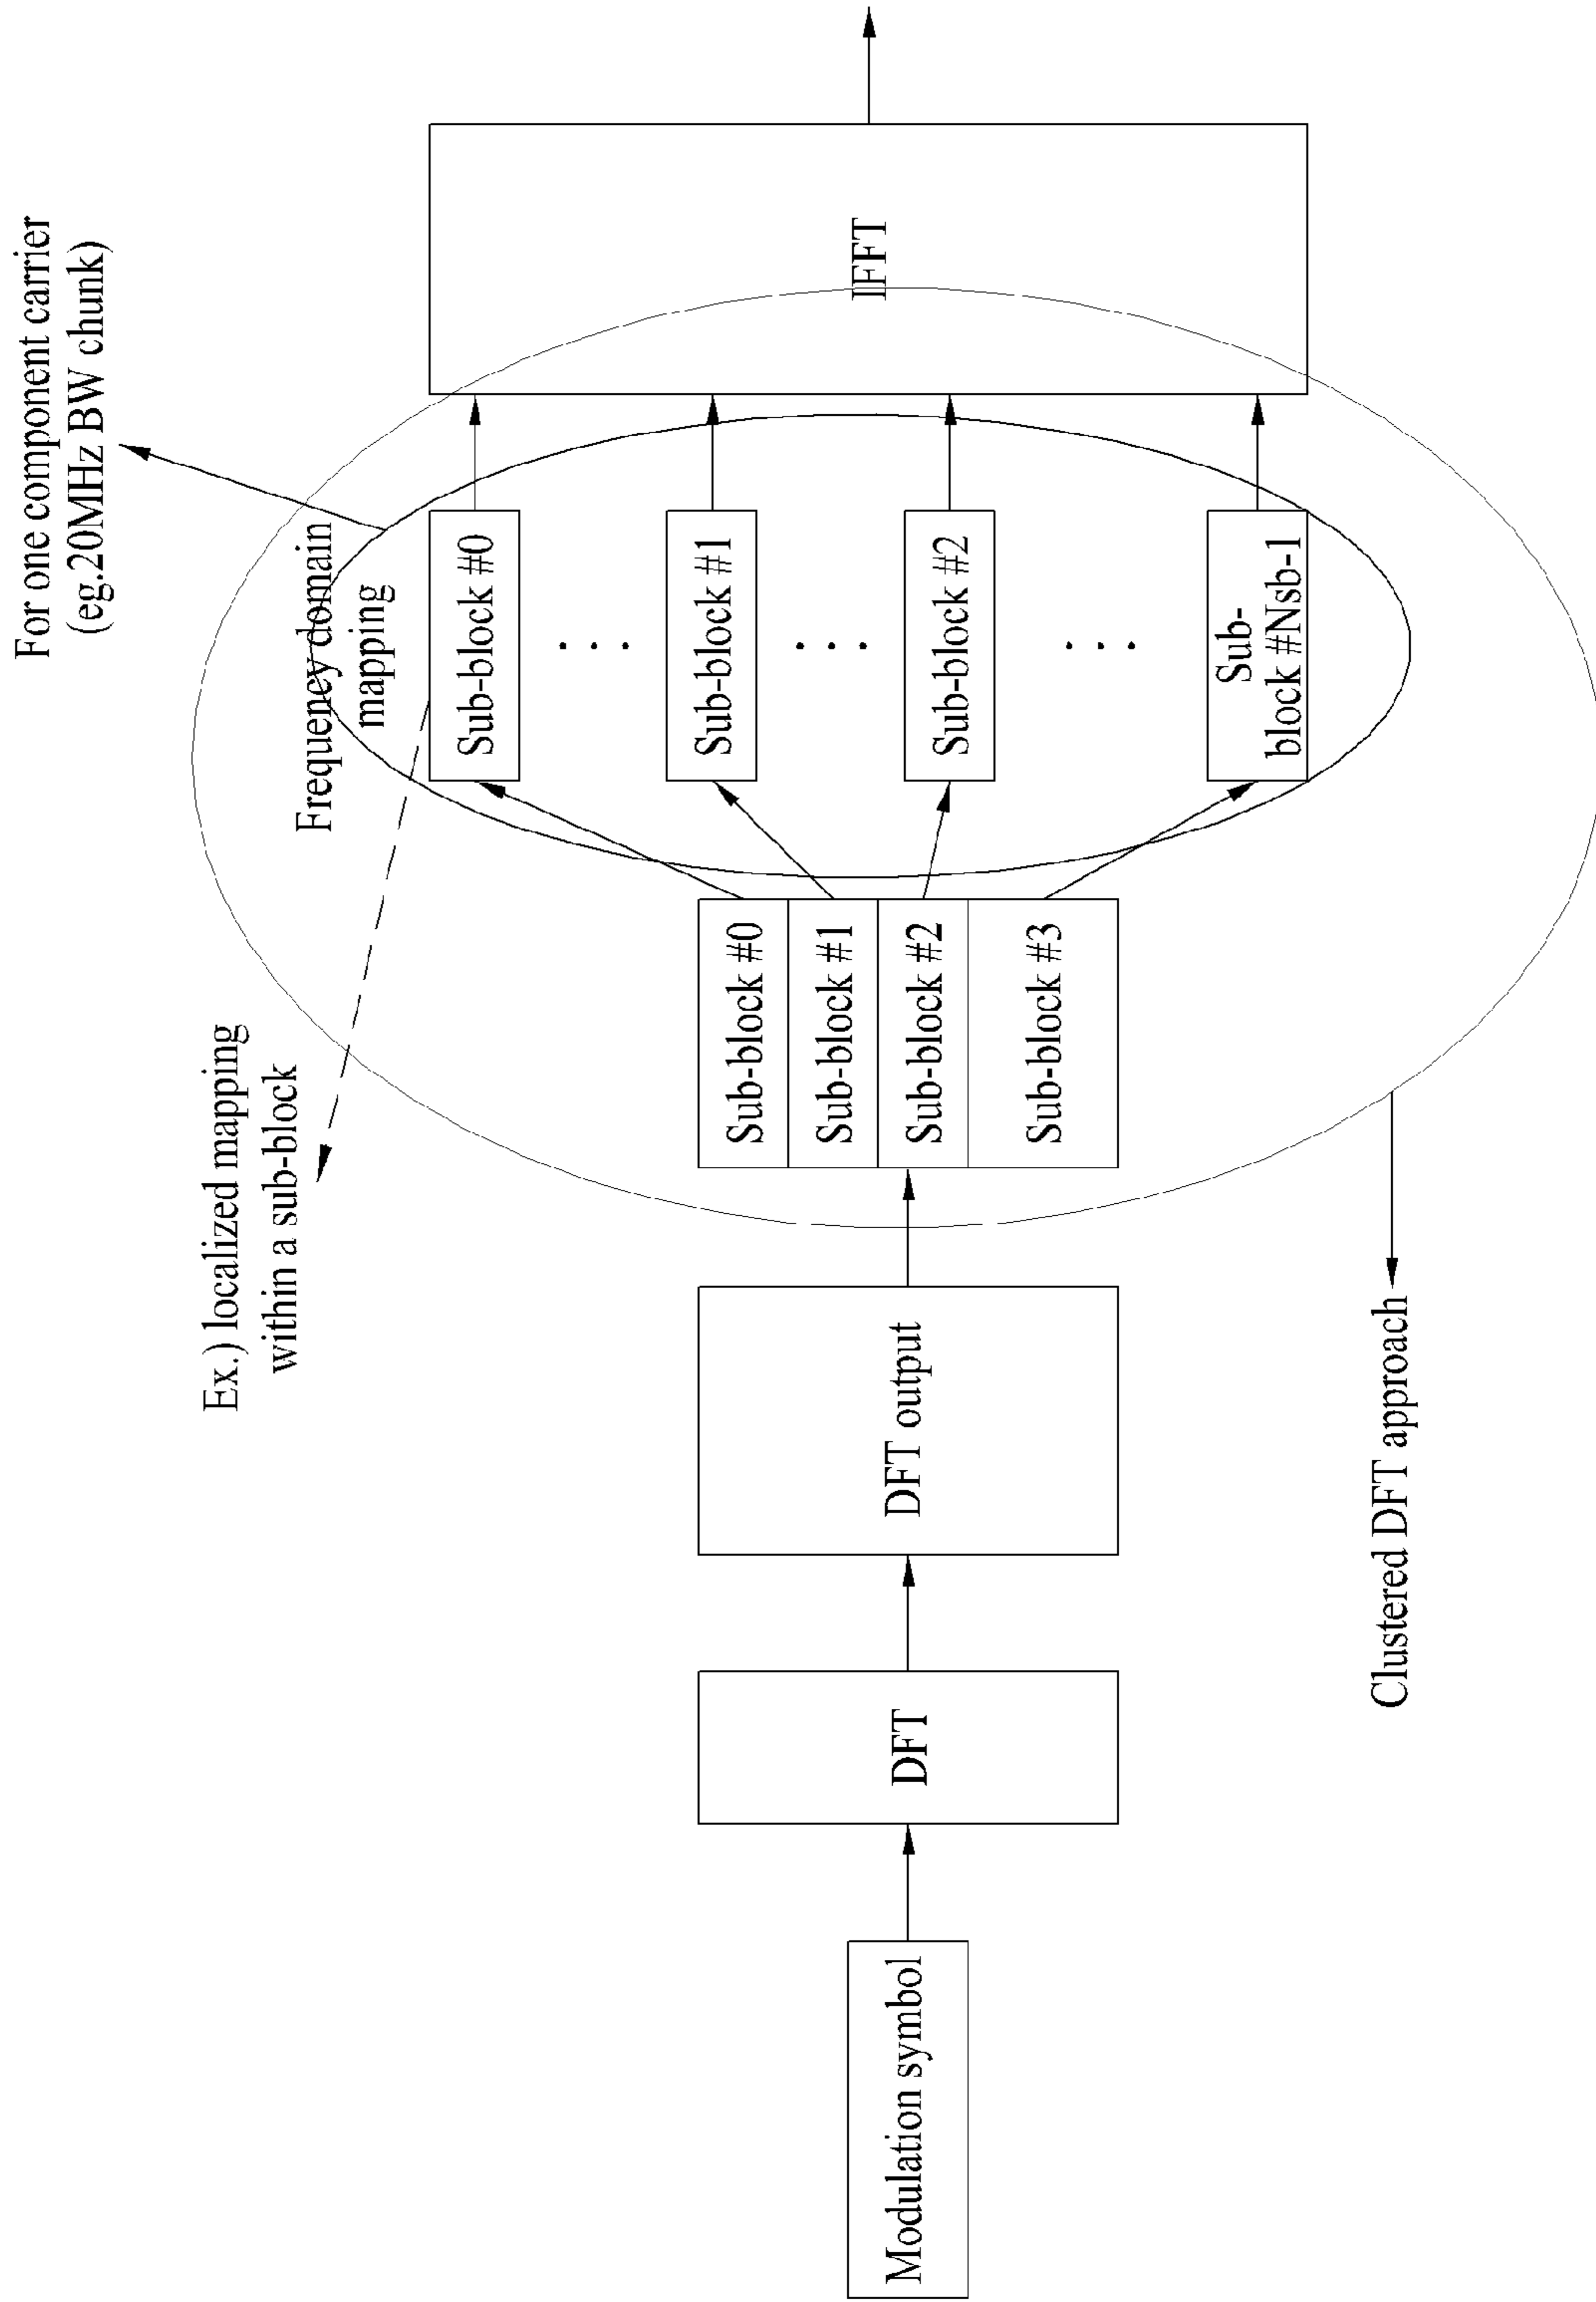 For one component carrier
(eg.20MHz BW chunk)
Ex.) localized mapping
within a sub-block
Frequency domain
mapping
Modulation symbol
DFT
DFT output
Sub-block #0
Sub-block #1
Sub-block #2
Sub-block #3
Sub-block #0
. . .
Sub-block #1
. . .
Sub-block #2
. . .
Sub-
block #Nsb-1
IFFT
Clustered DFT approach